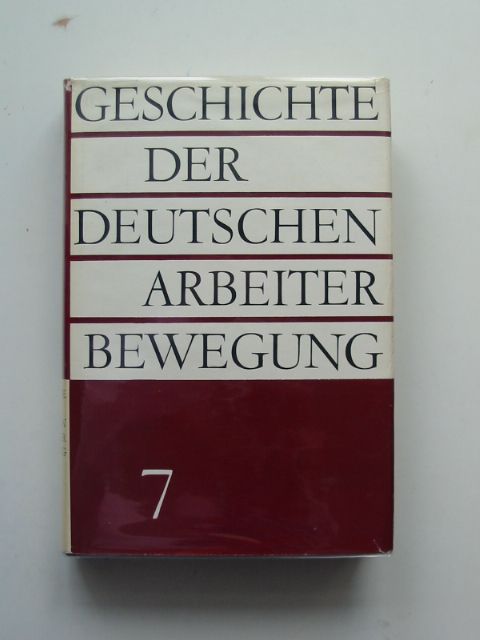 GESCHICHTE
DER
DEUTSCHEN
ARBEITER
BEWEGUNG
7